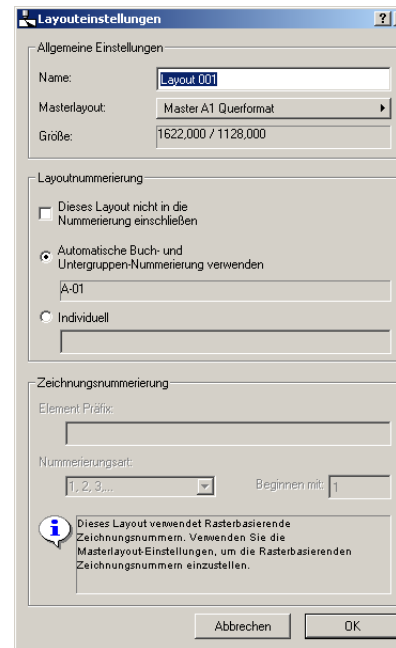 Layouteinstellungen
Allgemeine Einstellungen
Name:
Layout 001
Masterlayout:
Master A1 Querformat
Größe:
1622,000 / 1128,000
Layoutnummerierung
Dieses Layout nicht in die
Nummerierung einschließen
Automatische Buch- und
Untergruppen-Nummerierung verwenden
A-01
Individuell
Zeichnungsnummerierung
Element Präfix:
Nummerierungsart:
1, 2, 3,...
Beginnen mit:
1
Dieses Layout verwendet Rasterbasierende
Zeichnungsnummern. Verwenden Sie die
Masterlayout-Einstellungen, um die Rasterbasierenden
Zeichnungsnummern einzustellen.
Abbrechen
OK